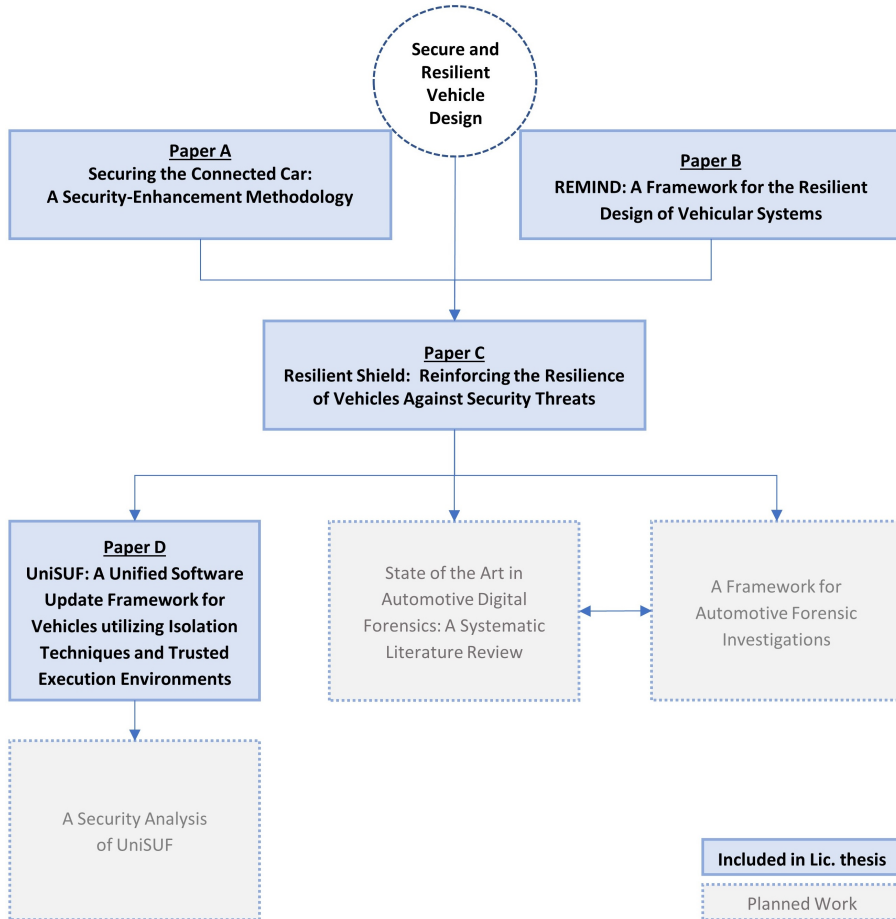 Secure and
Resilient
Vehicle
Design
Paper A
Securing the Connected Car:
A Security-Enhancement Methodology
Paper B
REMIND: A Framework for the Resilient
Design of Vehicular Systems
Paper C
Resilient Shield:  Reinforcing the Resilience
of Vehicles Against Security Threats
Paper D
UniSUF: A Unified Software
Update Framework for
Vehicles utilizing Isolation
Techniques and Trusted
Execution Environments
State of the Art in
Automotive Digital
Forensics: A Systematic
Literature Review
A Framework for
Automotive Forensic
Investigations
A Security Analysis
of UniSUF
Included in Lic. thesis
Planned Work